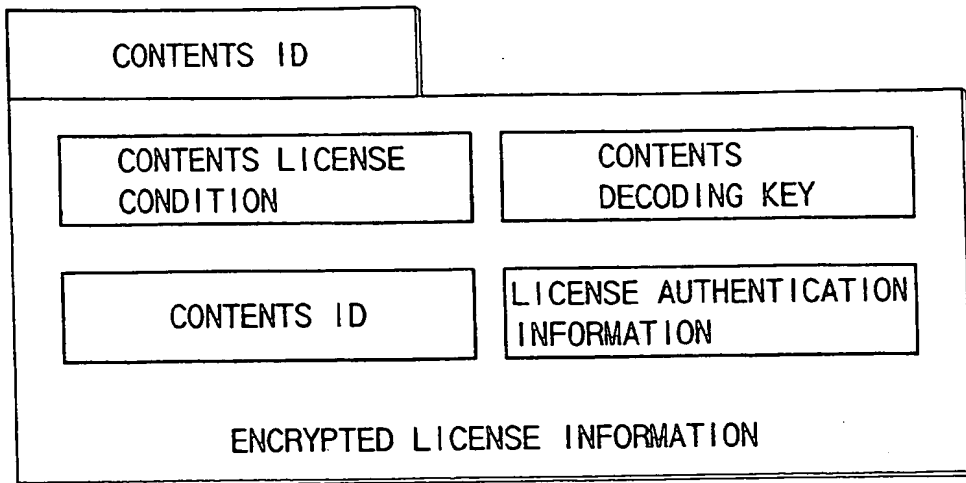 CONTENTS ID
CONTENTS LICENSE
CONDITION
CONTENTS
DECODING KEY
CONTENTS ID
LICENSE AUTHENTICATION
INFORMATION
ENCRYPTED LICENSE INFORMATION